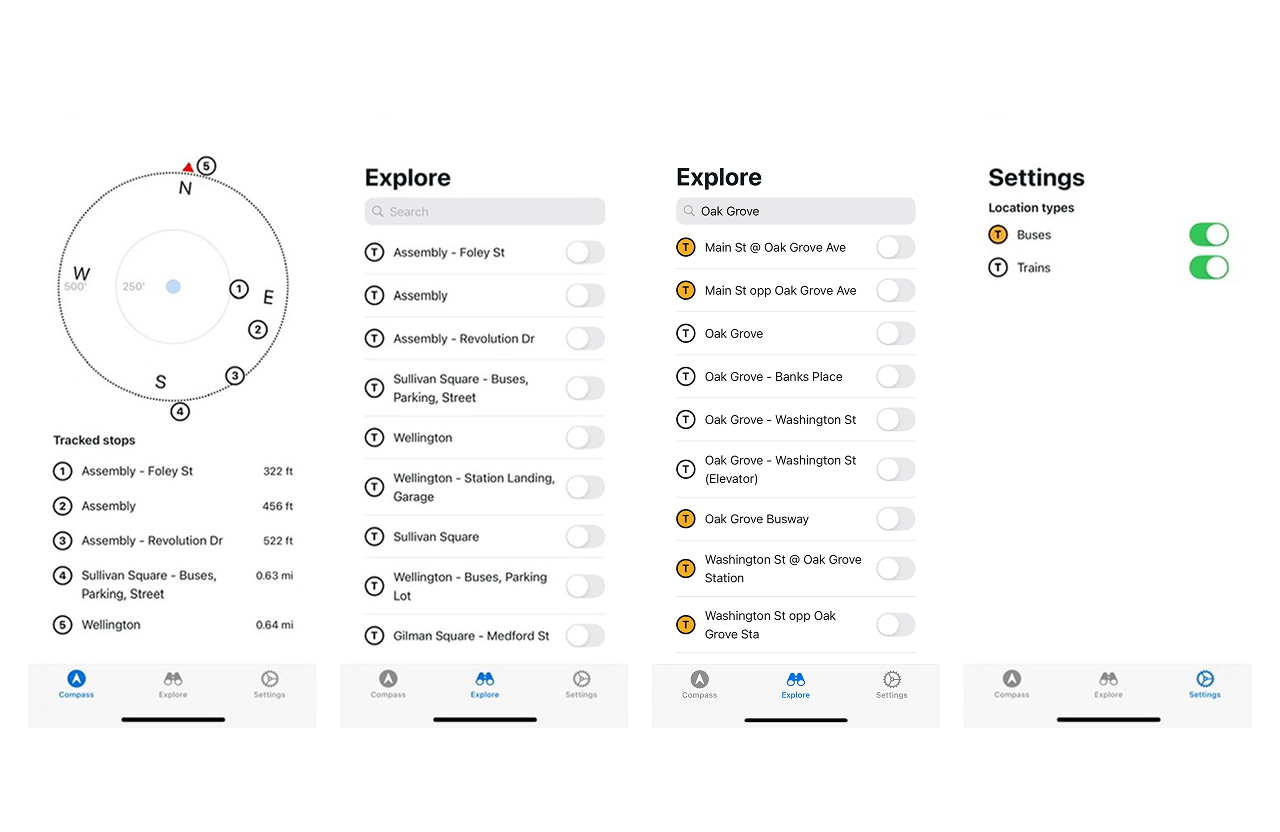 5
N
W
500'
250'
1
E
2
S
3
4
Tracked stops
1 Assembly - Foley St 322 ft
2 Assembly 456 ft
3 Assembly - Revolution Dr 522 ft
4 Sullivan Square - Buses, 0.63 mi
Parking, Street
5 Wellington 0.64 mi
Compass Explore Settings
Explore
Search
T Assembly - Foley St
T Assembly
T Assembly - Revolution Dr
T Sullivan Square - Buses,
Parking, Street
T Wellington
T Wellington - Station Landing,
Garage
T Sullivan Square
T Wellington - Buses, Parking
Lot
T Gilman Square - Medford St
Compass Explore Settings
Explore
Oak Grove
T Main St @ Oak Grove Ave
T Main St opp Oak Grove Ave
T Oak Grove
T Oak Grove - Banks Place
T Oak Grove - Washington St
T Oak Grove - Washington St
(Elevator)
T Oak Grove Busway
T Washington St @ Oak Grove
Station
T Washington St opp Oak
Grove Sta
Compass Explore Settings
Settings
Location types
T Buses
T Trains
Compass Explore Settings